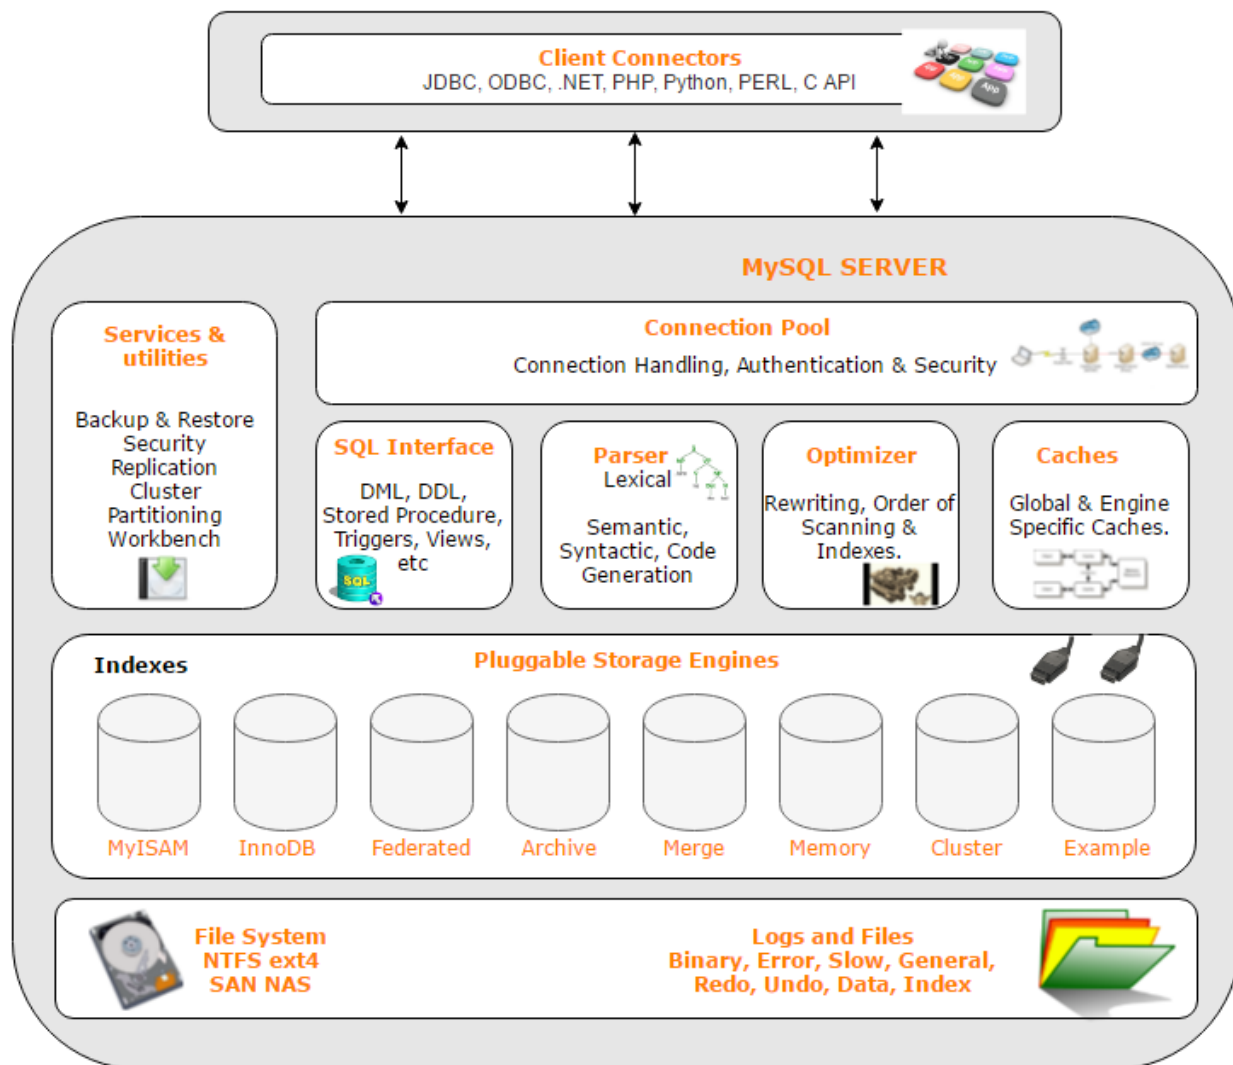 Client Connectors
JDBC, ODBC, .NET, PHP, Python, PERL, C API
App
MySQL SERVER
Services &
utilities
Backup & Restore
Security
Replication
Cluster
Partitioning
Workbench
Connection Pool
Connection Handling, Authentication & Security
SQL Interface
DML, DDL,
Stored Procedure,
Triggers, Views,
etc
SQL
Parser
Lexical
Semantic,
Syntactic, Code
Generation
Optimizer
Rewriting, Order of
Scanning &
Indexes.
Caches
Global & Engine
Specific Caches.
Indexes
Pluggable Storage Engines
MyISAM
InnoDB
Federated
Archive
Merge
Memory
Cluster
Example
File System
NTFS ext4
SAN NAS
Logs and Files
Binary, Error, Slow, General,
Redo, Undo, Data, Index